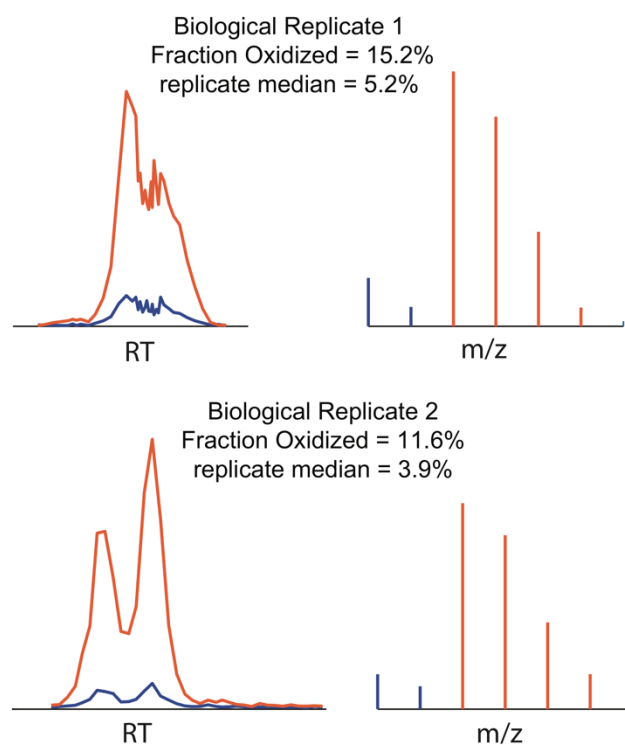 Biological Replicate 1
Fraction Oxidized = 15.2%
replicate median = 5.2%
RT
m/z
Biological Replicate 2
Fraction Oxidized = 11.6%
replicate median = 3.9%
RT
m/z